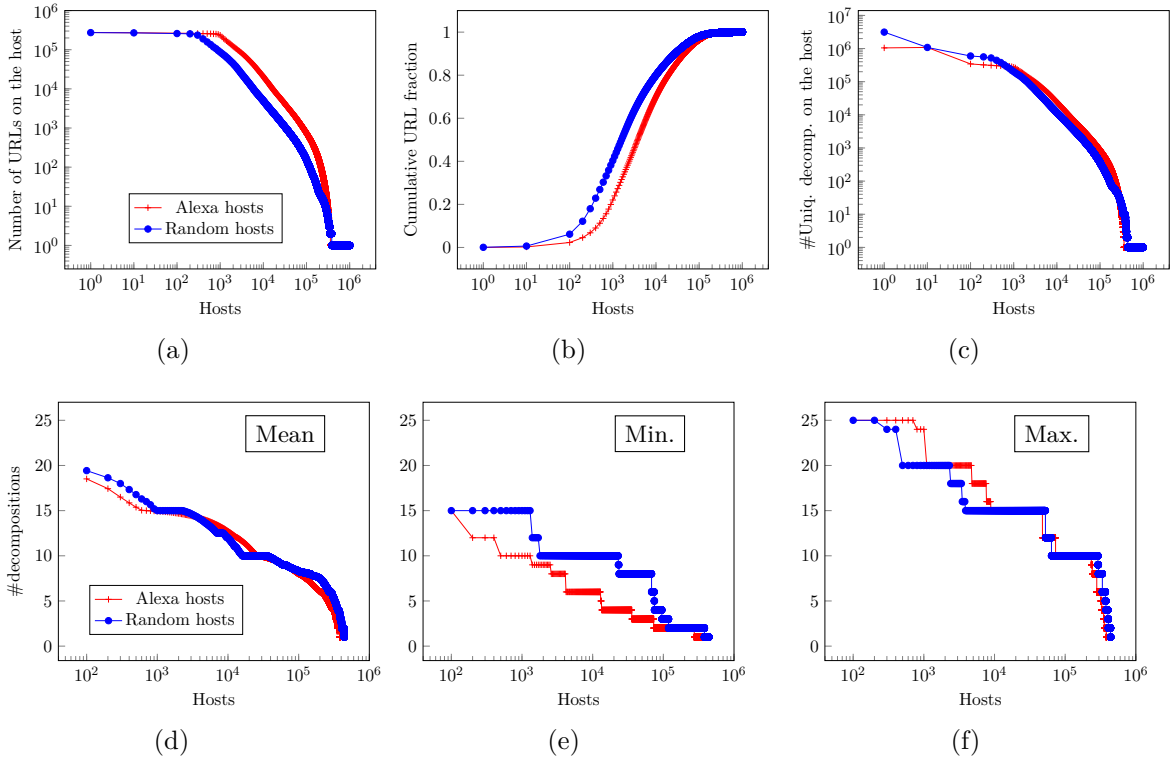 Number of URLs on the host
10^0
10^1
10^2
10^3
10^4
10^5
10^6
10^0 10^1 10^2 10^3 10^4 10^5 10^6
Hosts
Alexa hosts
Random hosts
(a)
Cumulative URL fraction
0
0.2
0.4
0.6
0.8
1
10^0 10^1 10^2 10^3 10^4 10^5 10^6
Hosts
(b)
#Uniq. decomp. on the host
10^0
10^1
10^2
10^3
10^4
10^5
10^6
10^7
10^0 10^1 10^2 10^3 10^4 10^5 10^6
Hosts
(c)
#decompositions
0
5
10
15
20
25
10^2 10^3 10^4 10^5 10^6
Hosts
Mean
Alexa hosts
Random hosts
(d)
0
5
10
15
20
25
10^2 10^3 10^4 10^5 10^6
Hosts
Min.
(e)
0
5
10
15
20
25
10^2 10^3 10^4 10^5 10^6
Hosts
Max.
(f)